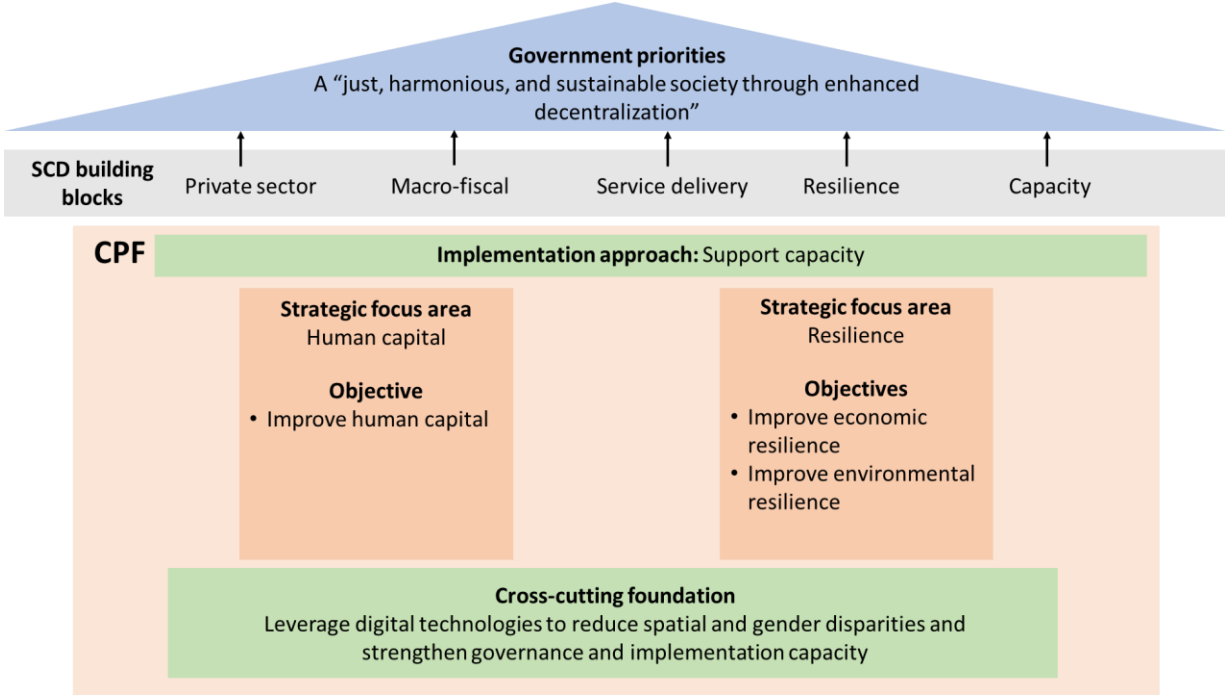 Government priorities
A “just, harmonious, and sustainable society through enhanced
decentralization”
SCD building
blocks
Private sector
Macro-fiscal
Service delivery
Resilience
Capacity
CPF
Implementation approach: Support capacity
Strategic focus area
Human capital
Objective
• Improve human capital
Strategic focus area
Resilience
Objectives
• Improve economic
resilience
• Improve environmental
resilience
Cross-cutting foundation
Leverage digital technologies to reduce spatial and gender disparities and
strengthen governance and implementation capacity